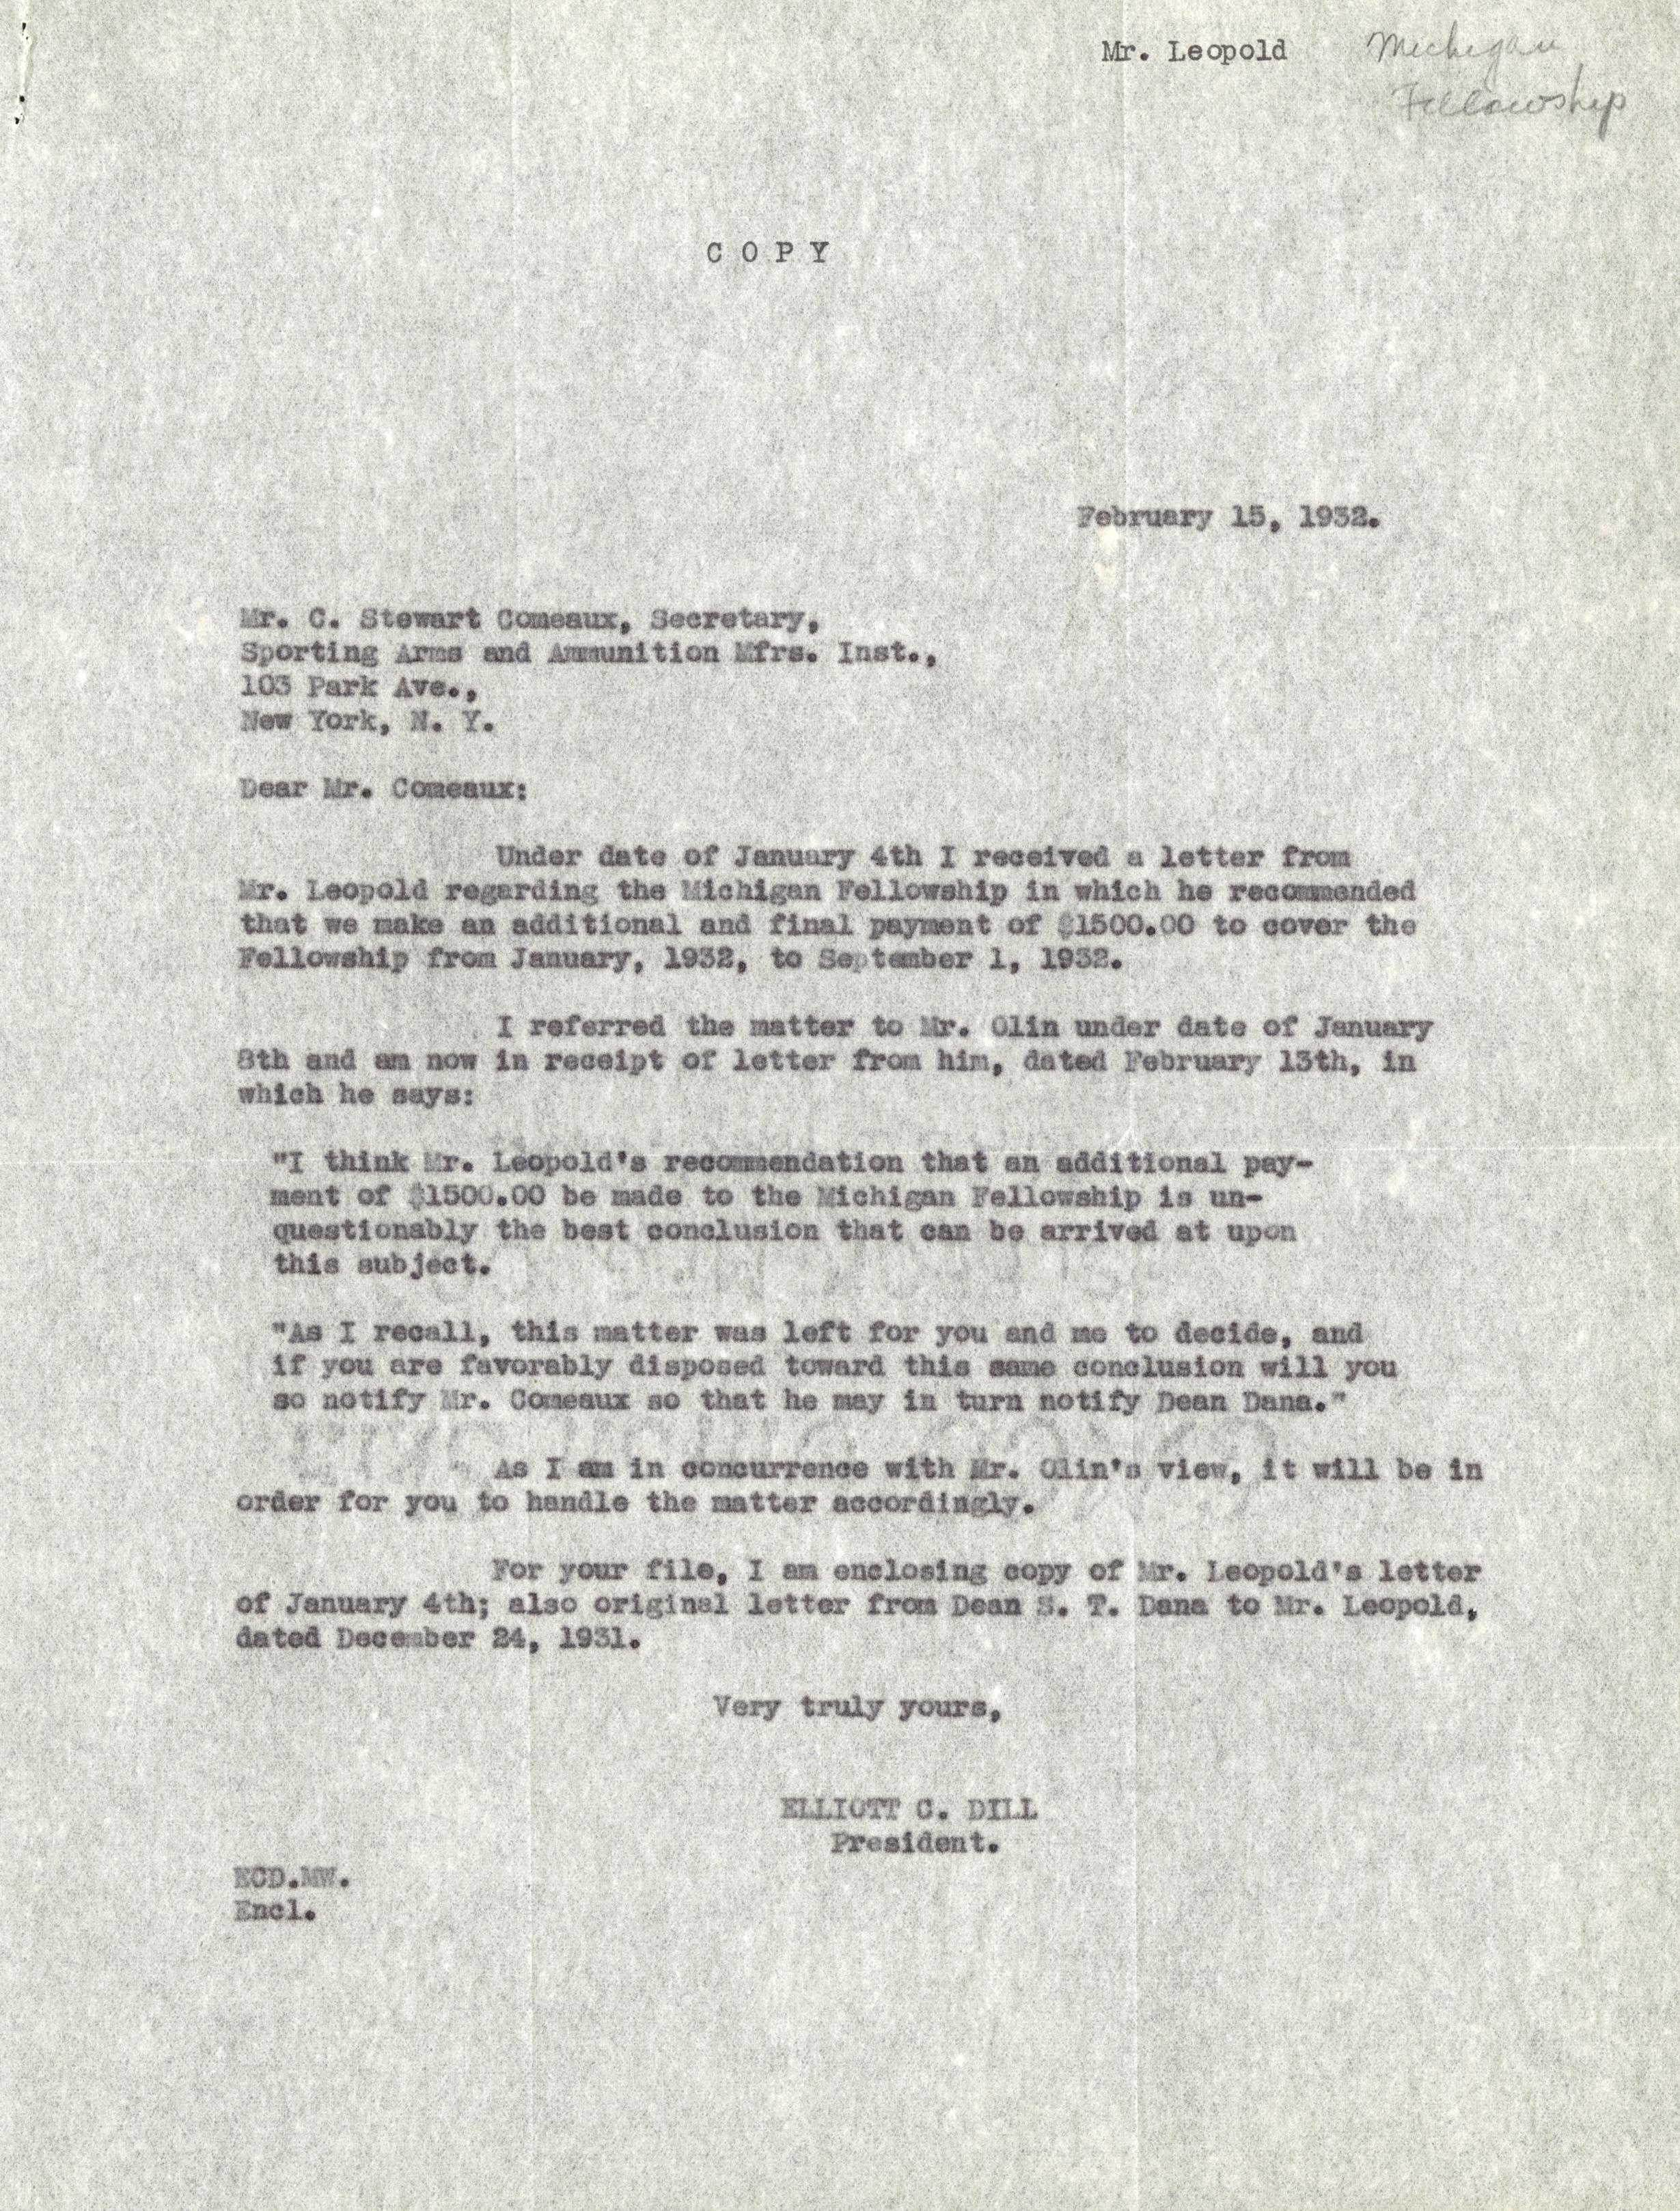 Mr. Leopold
Michigan
Fellowship
C O P Y
February 15, 1932.
Mr. C. Stewart Comeaux, Secretary,
Sporting Arms and Ammunition Mfrs. Inst.,
103 Park Ave.,
New York, N. Y.
Dear Mr. Comeaux:
Under date of January 4th I received a letter from
Mr. Leopold regarding the Michigan Fellowship in which he recommended
that we make an additional and final payment of $1500.00 to cover the
Fellowship from January, 1932, to September 1, 1932.
I referred the matter to Mr. Olin under date of January
8th and am now in receipt of letter from him, dated February 13th, in
which he says:
"I think Mr. Leopold's recommendation that an additional pay-
ment of $1500.00 be made to the Michigan Fellowship is un-
questionably the best conclusion that can be arrived at upon
this subject.
"As I recall, this matter was left for you and me to decide, and
if you are favorably disposed toward this same conclusion will you
so notify Mr. Comeaux so that he may in turn notify Dean Dana."
As I am in concurrence with Mr. Olin's view, it will be in
order for you to handle the matter accordingly.
For your file, I am enclosing copy of Mr. Leopold's letter
of January 4th; also original letter from Dean S. T. Dana to Mr. Leopold,
dated December 24, 1931.
Very truly yours,
ELLIOTT C. DILL
President.
ECD.MW.
Encl.